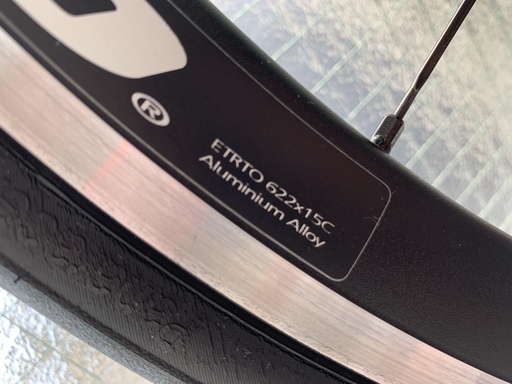 ®
ETRTO 622x15C
Aluminium Alloy